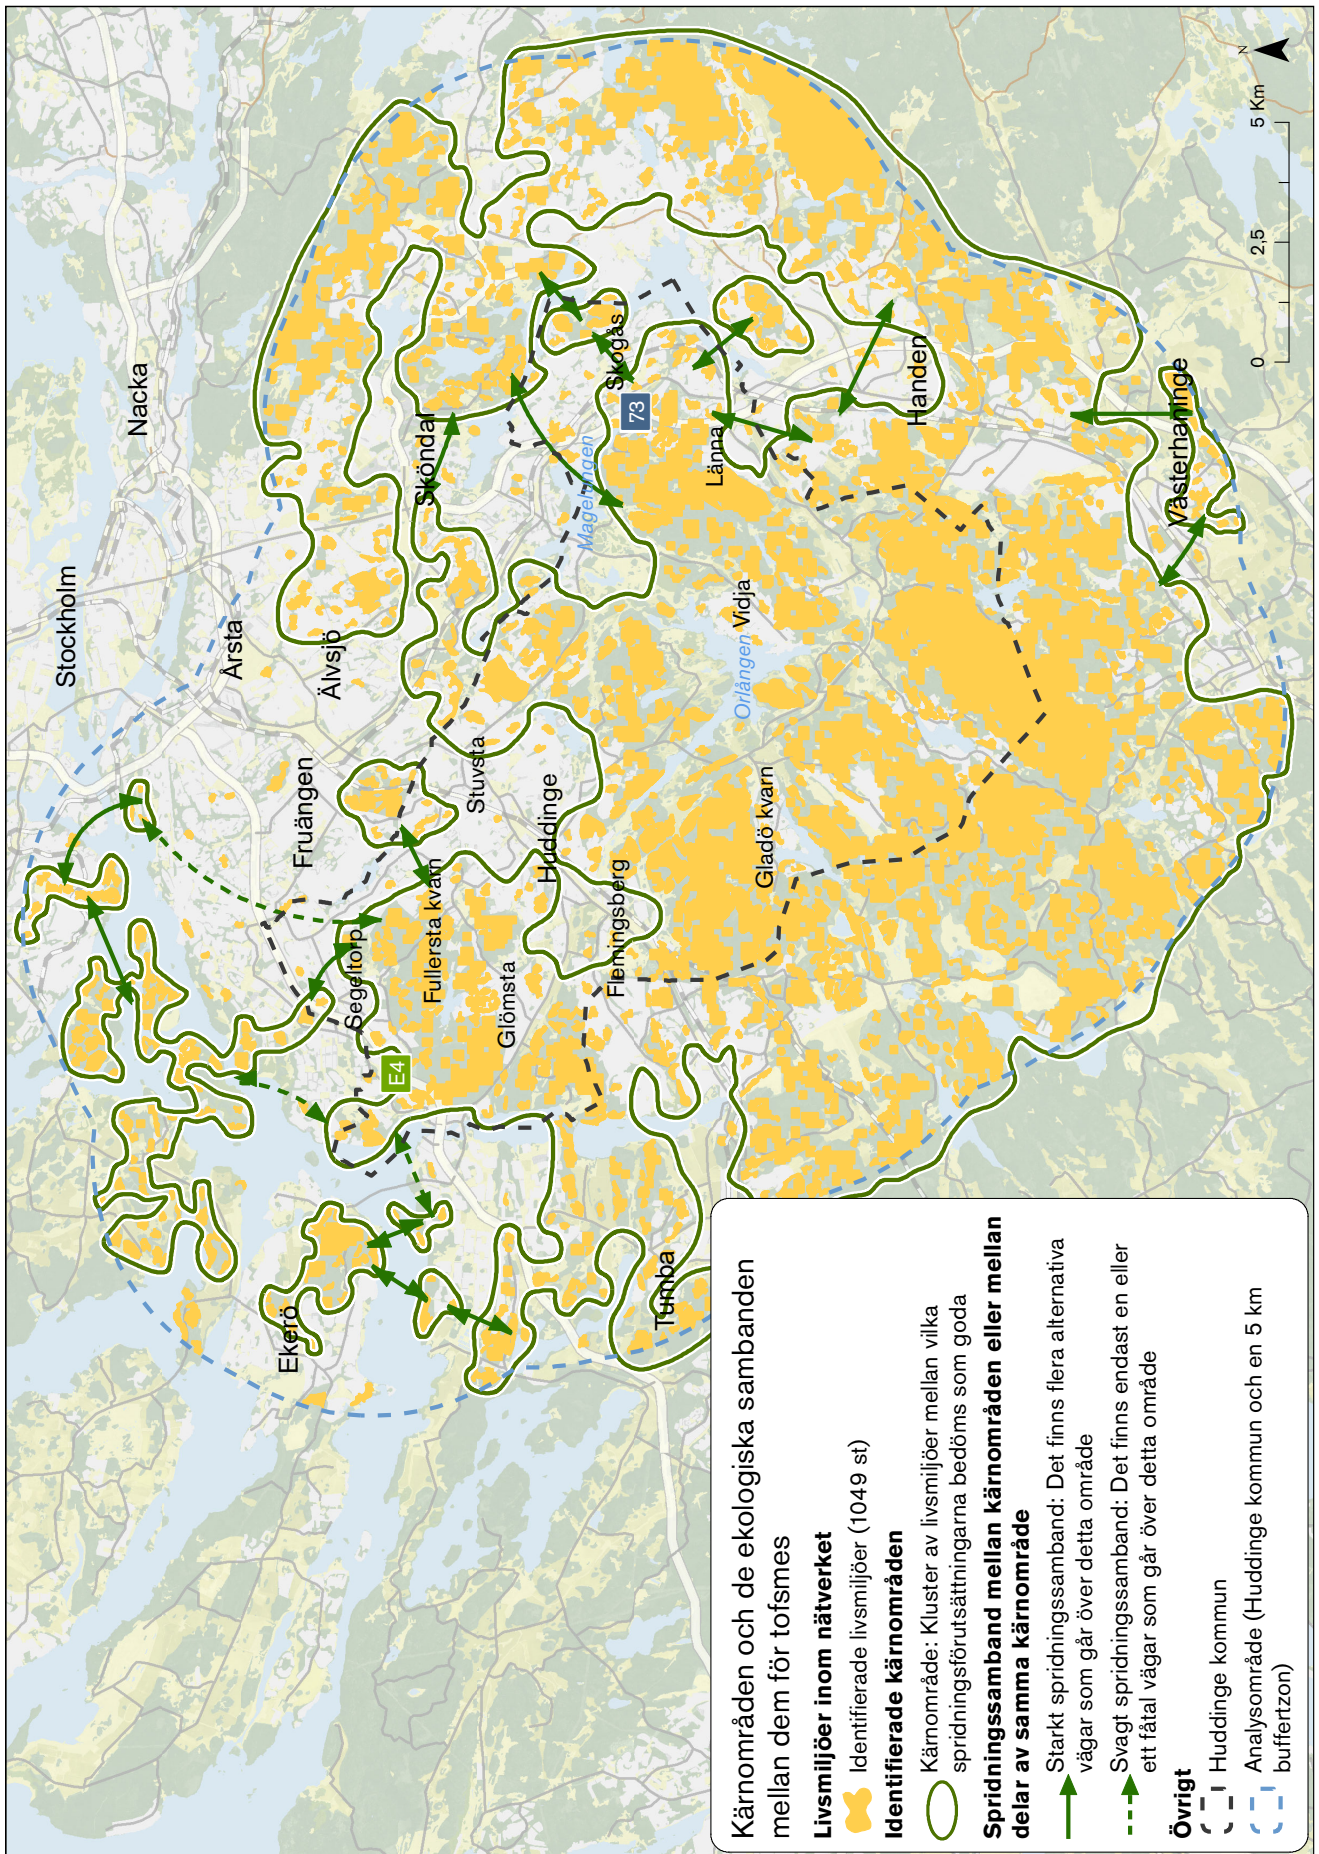 Stockholm
Nacka
Årsta
Älvsjö
Fruängen
Sköndal
Stuvsta
Segeltorp
Fullersta kvarn
E4
Huddinge
Glömsta
Flemingsberg
Magelungen
Skogås
73
Länna
Orlången
Vidja
Gladö kvarn
Handen
Västerhaninge
Ekerö
Tumba
N
0
2,5
5 Km
Kärnområden och de ekologiska sambanden
mellan dem för tofsmes
Livsmiljöer inom nätverket
Identifierade livsmiljöer (1049 st)
Identifierade kärnområden
Kärnområde: Kluster av livsmiljöer mellan vilka
spridningsförutsättningarna bedöms som goda
Spridningssamband mellan kärnområden eller mellan
delar av samma kärnområde
Starkt spridningssamband: Det finns flera alternativa
vägar som går över detta område
Svagt spridningssamband: Det finns endast en eller
ett fåtal vägar som går över detta område
Övrigt
Huddinge kommun
Analysområde (Huddinge kommun och en 5 km
buffertzon)